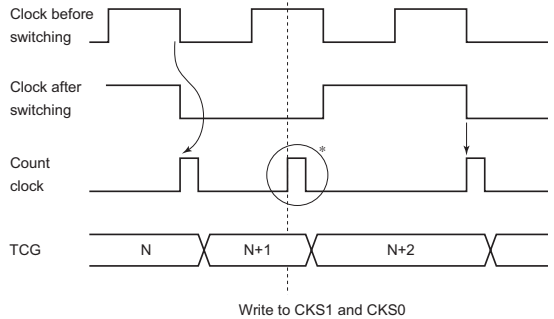 Clock before
switching
Clock after
switching
Count
clock
*
TCG
N
N+1
N+2
Write to CKS1 and CKS0